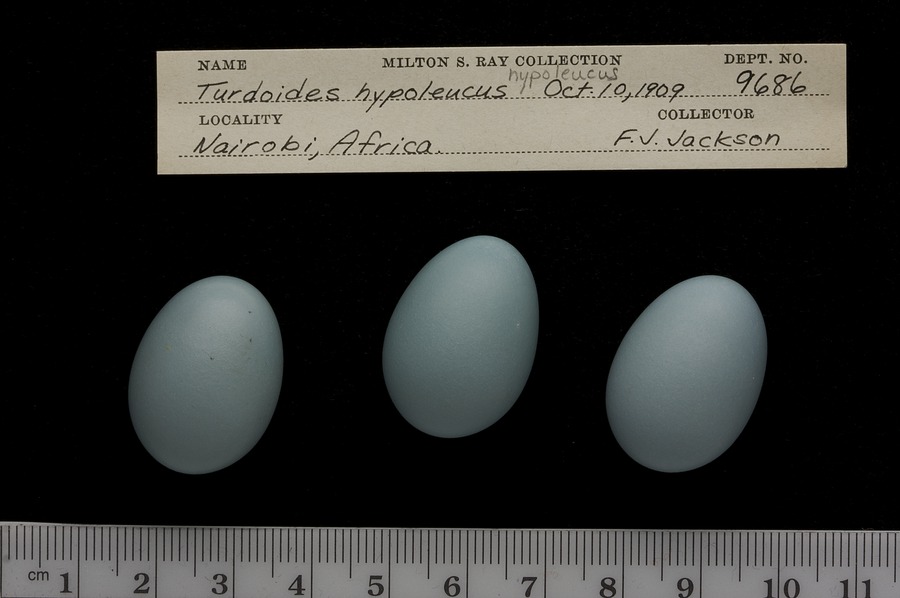 NAME MILTON S. RAY COLLECTION DEPT. NO.
hypoleucus
Turdoides hypoleucus Oct. 10, 1909 9686
LOCALITY COLLECTOR
Nairobi, Africa. F.V. Jackson
cm 1 2 3 4 5 6 7 8 9 10 11